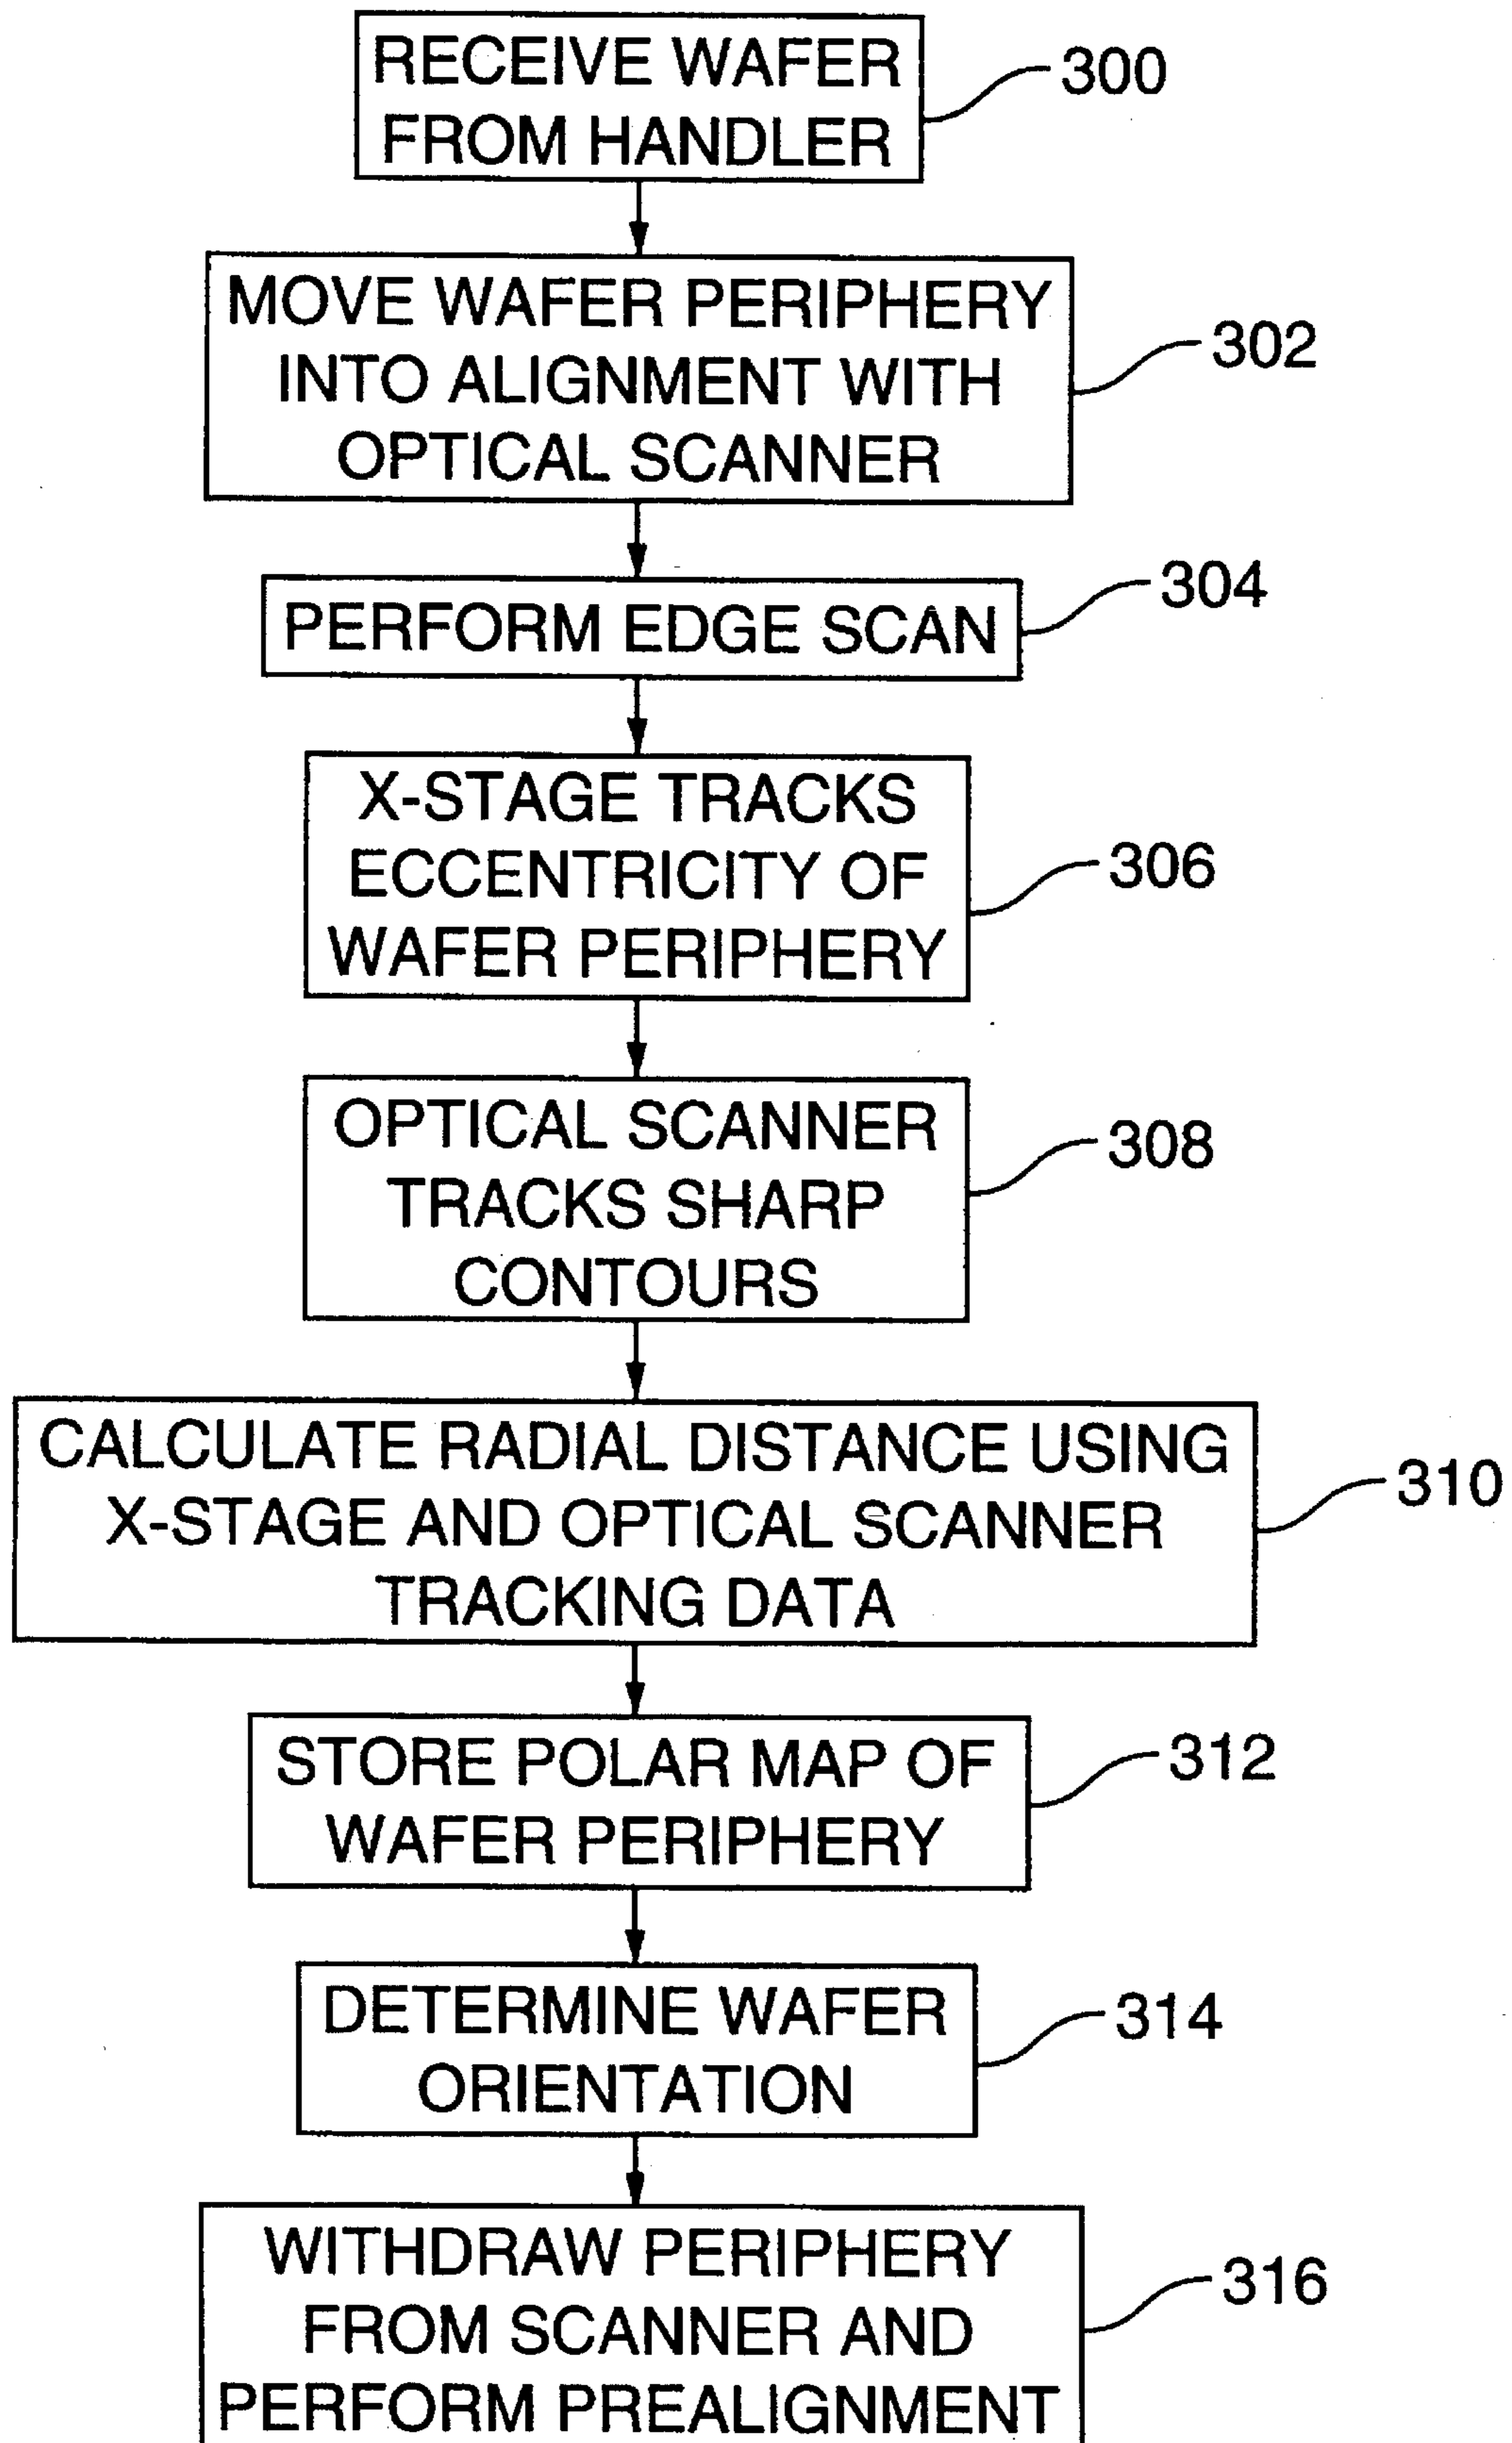 RECEIVE WAFER
FROM HANDLER
300
MOVE WAFER PERIPHERY
INTO ALIGNMENT WITH
OPTICAL SCANNER
302
PERFORM EDGE SCAN
304
X-STAGE TRACKS
ECCENTRICITY OF
WAFER PERIPHERY
306
OPTICAL SCANNER
TRACKS SHARP
CONTOURS
308
CALCULATE RADIAL DISTANCE USING
X-STAGE AND OPTICAL SCANNER
TRACKING DATA
310
STORE POLAR MAP OF
WAFER PERIPHERY
312
DETERMINE WAFER
ORIENTATION
314
WITHDRAW PERIPHERY
FROM SCANNER AND
PERFORM PREALIGNMENT
316